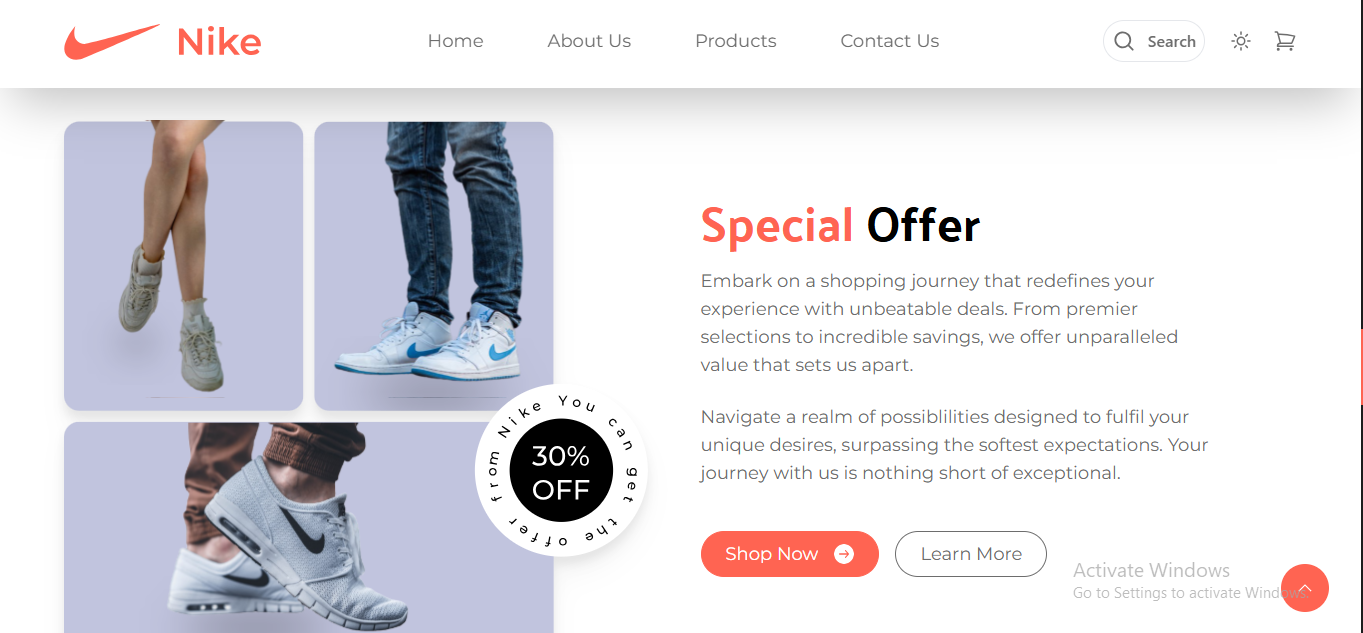 Nike
Home
About Us
Products
Contact Us
Search
Special Offer
Embark on a shopping journey that redefines your
experience with unbeatable deals. From premier
selections to incredible savings, we offer unparalleled
value that sets us apart.
Navigate a realm of possiblilities designed to fulfil your
unique desires, surpassing the softest expectations. Your
journey with us is nothing short of exceptional.
from Nike You can get the offer
30%
OFF
Shop Now
Learn More
Activate Windows
Go to Settings to activate Windows.